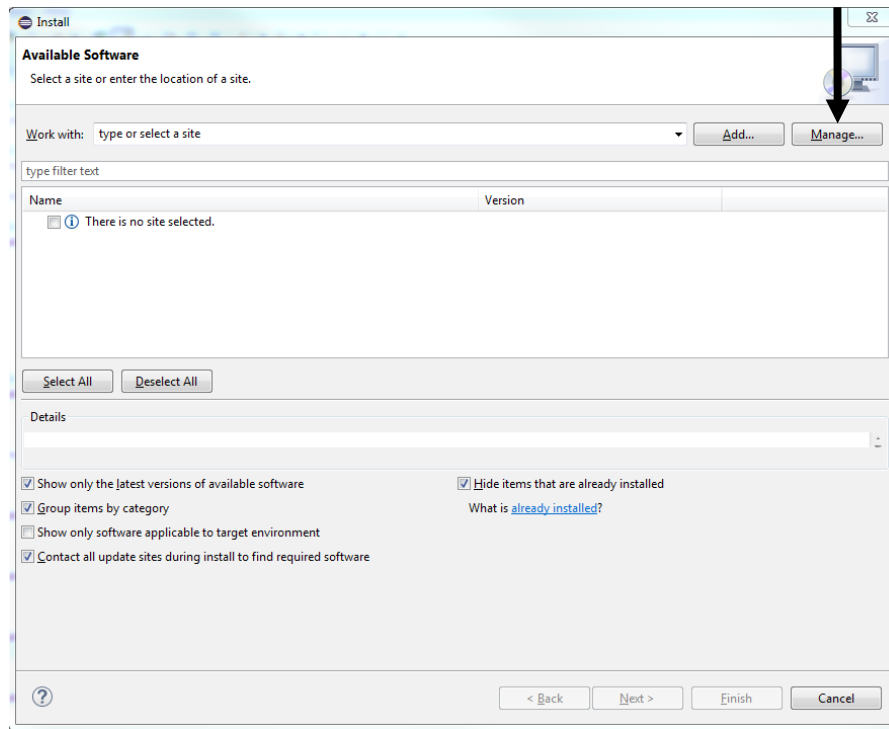 Install
Available Software
Select a site or enter the location of a site.
Work with: type or select a site Add... Manage...
type filter text
Name Version
There is no site selected.
Select All Deselect All
Details
Show only the latest versions of available software Hide items that are already installed
Group items by category What is already installed?
Show only software applicable to target environment
Contact all update sites during install to find required software
? < Back Next > Finish Cancel